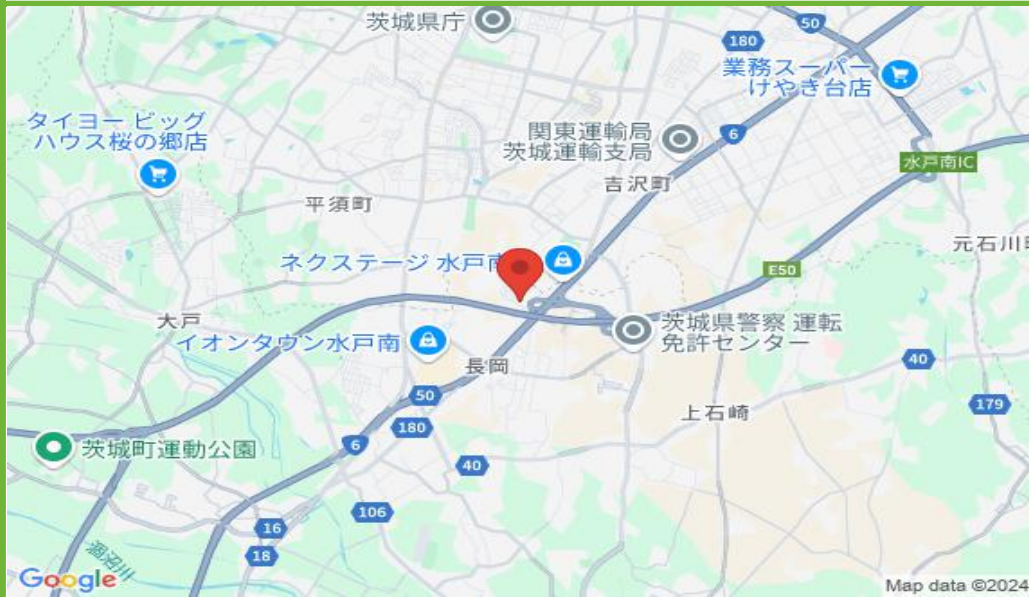 茨城県庁
50
180
業務スーパー
けやき台店
タイヨー ビッグ
ハウス桜の郷店
関東運輸局
茨城運輸支局
6
水戸南IC
吉沢町
平須町
元石川
ネクステージ 水戸南
E50
大戸
茨城県警察 運転
免許センター
イオンタウン水戸南
長岡
40
50
179
上石崎
180
6
茨城町運動公園
40
106
16
18
涸沼川
Google
Map data ©2024